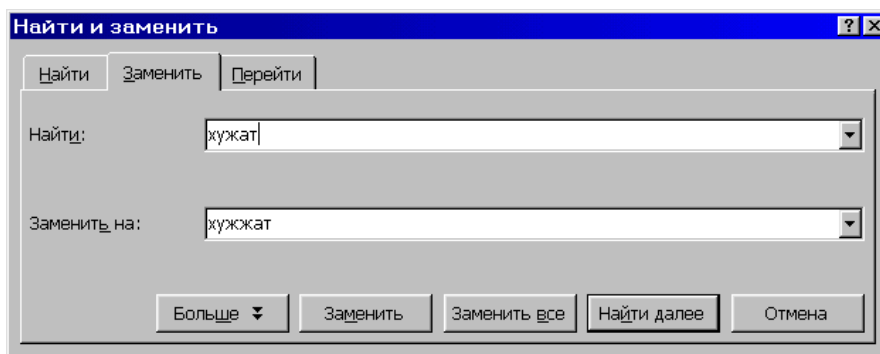 Найти и заменить
Найти Заменить Перейти
Найти: хужат
Заменить на: хужжат
Больше Заменить Заменить все Найти далее Отмена